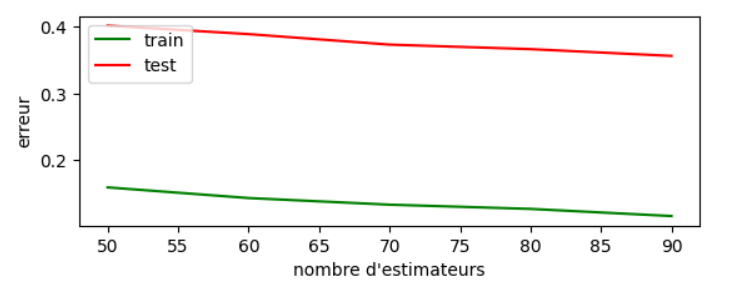 0.4
0.3
0.2
erreur
train
test
50 55 60 65 70 75 80 85 90
nombre d'estimateurs